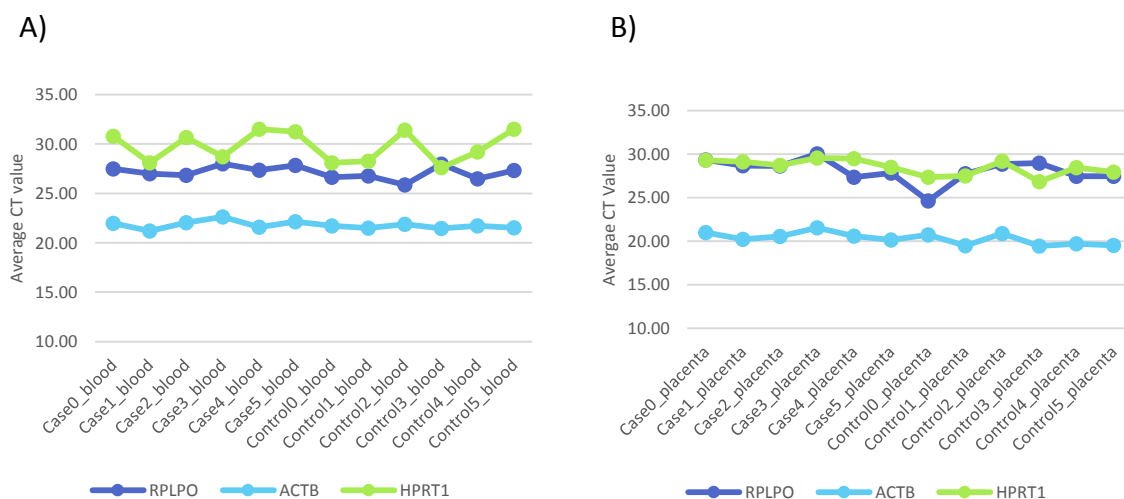 A)
35.00
30.00
25.00
20.00
15.00
10.00
Average CT value
Case0_blood
Case1_blood
Case2_blood
Case3_blood
Case4_blood
Case5_blood
Control0_blood
Control1_blood
Control2_blood
Control3_blood
Control4_blood
Control5_blood
RPLPO ACTB HPRT1
B)
35.00
30.00
25.00
20.00
15.00
10.00
Avergae CT Value
Case0_placenta
Case1_placenta
Case2_placenta
Case3_placenta
Case4_placenta
Case5_placenta
Control0_placenta
Control1_placenta
Control2_placenta
Control3_placenta
Control4_placenta
Control5_placenta
RPLPO ACTB HPRT1